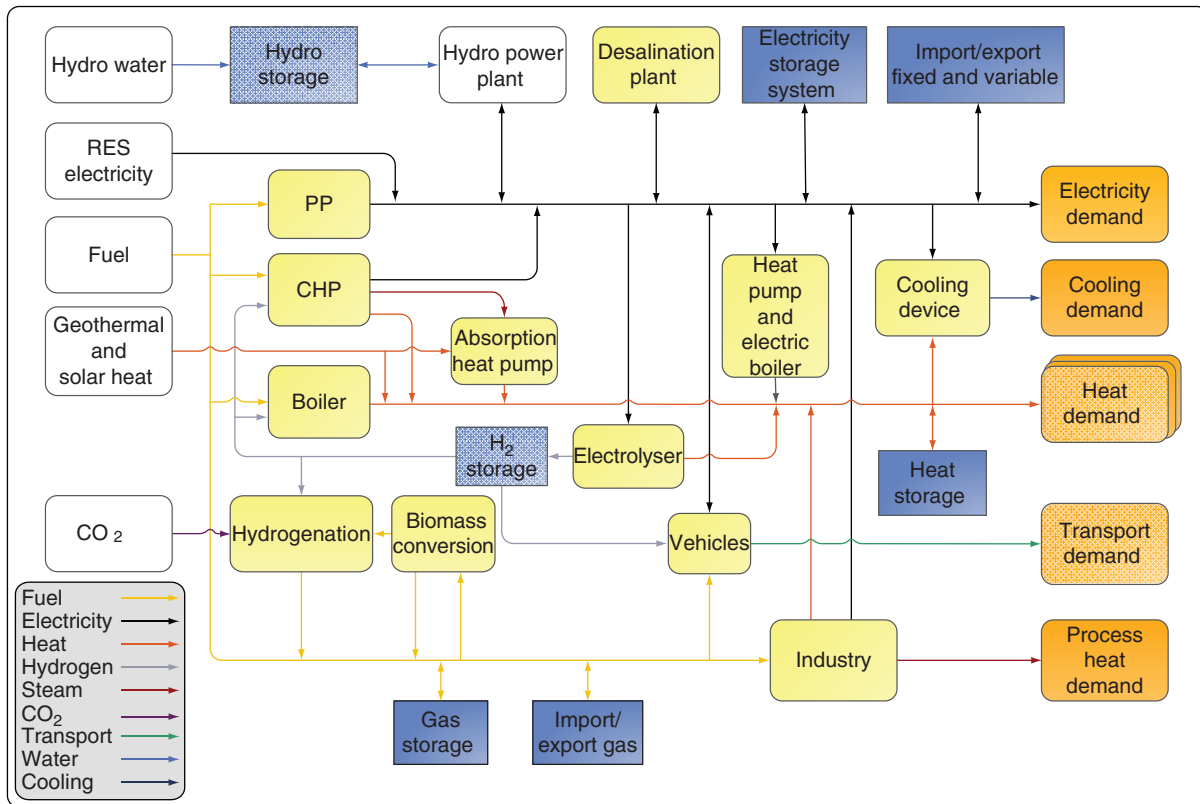 Hydro water
Hydro
storage
Hydro power
plant
Desalination
plant
Electricity
storage
system
Import/export
fixed and variable
RES
electricity
PP
Electricity
demand
Fuel
CHP
Heat
pump
and
electric
boiler
Cooling
device
Cooling
demand
Geothermal
and
solar heat
Absorption
heat pump
Boiler
Heat
demand
H2
storage
Electrolyser
Heat
storage
CO 2
Hydrogenation
Biomass
conversion
Vehicles
Transport
demand
Fuel
Electricity
Heat
Hydrogen
Steam
CO2
Transport
Water
Cooling
Industry
Process
heat
demand
Gas
storage
Import/
export gas